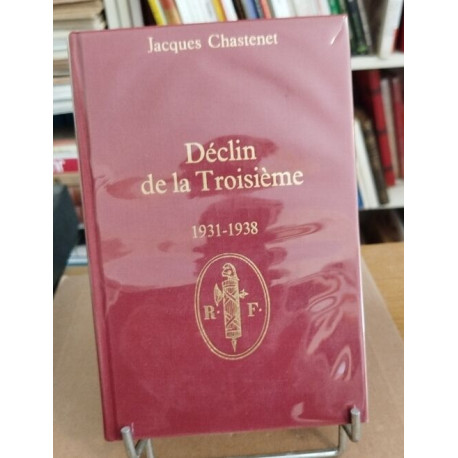 Jacques Chastenet
Déclin
de la Troisième
1931-1938
R. F.